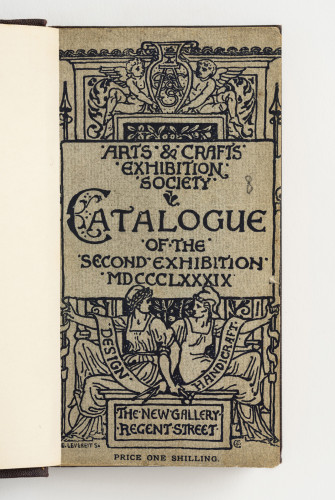 ARTS & CRAFTS
EXHIBITION
SOCIETY
CATALOGUE
OF THE
SECOND EXHIBITION
MDCCCLXXXIX
DESIGN
HANDICRAFT
THE NEW GALLERY
REGENT STREET
PRICE ONE SHILLING.
8